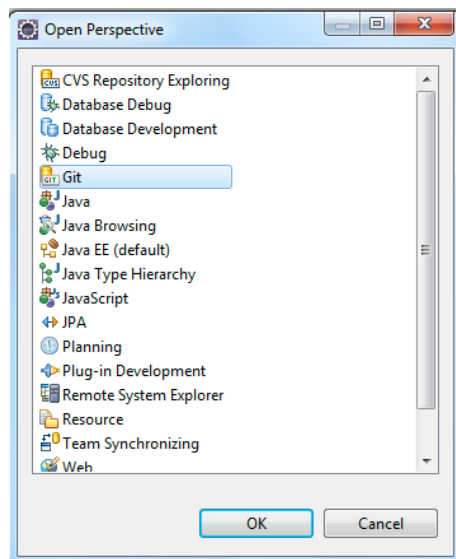 Open Perspective
CVS Repository Exploring
Database Debug
Database Development
Debug
Git
Java
Java Browsing
Java EE (default)
Java Type Hierarchy
JavaScript
JPA
Planning
Plug-in Development
Remote System Explorer
Resource
Team Synchronizing
Web
OK Cancel